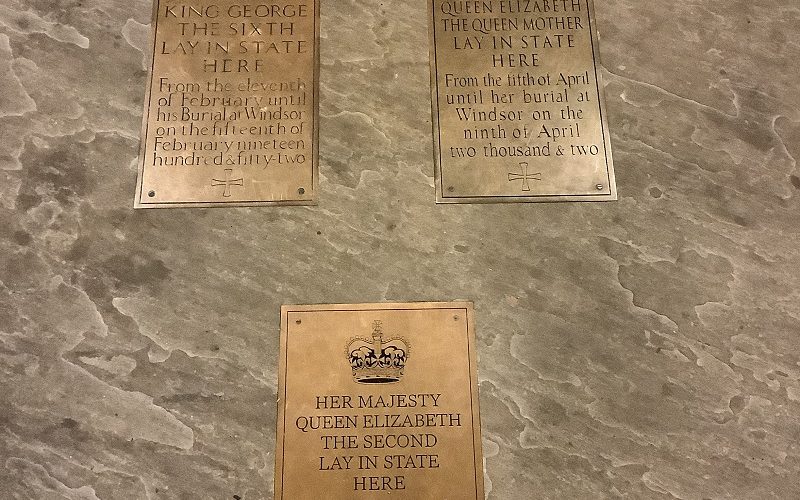 KING GEORGE
THE SIXTH
LAY IN STATE
HERE
From the eleventh
of February until
his Burial at Windsor
on the fifteenth of
February nineteen
hundred & fifty-two
QUEEN ELIZABETH
THE QUEEN MOTHER
LAY IN STATE
HERE
From the fifth of April
until her burial at
Windsor on the
ninth of April
two thousand & two
HER MAJESTY
QUEEN ELIZABETH
THE SECOND
LAY IN STATE
HERE